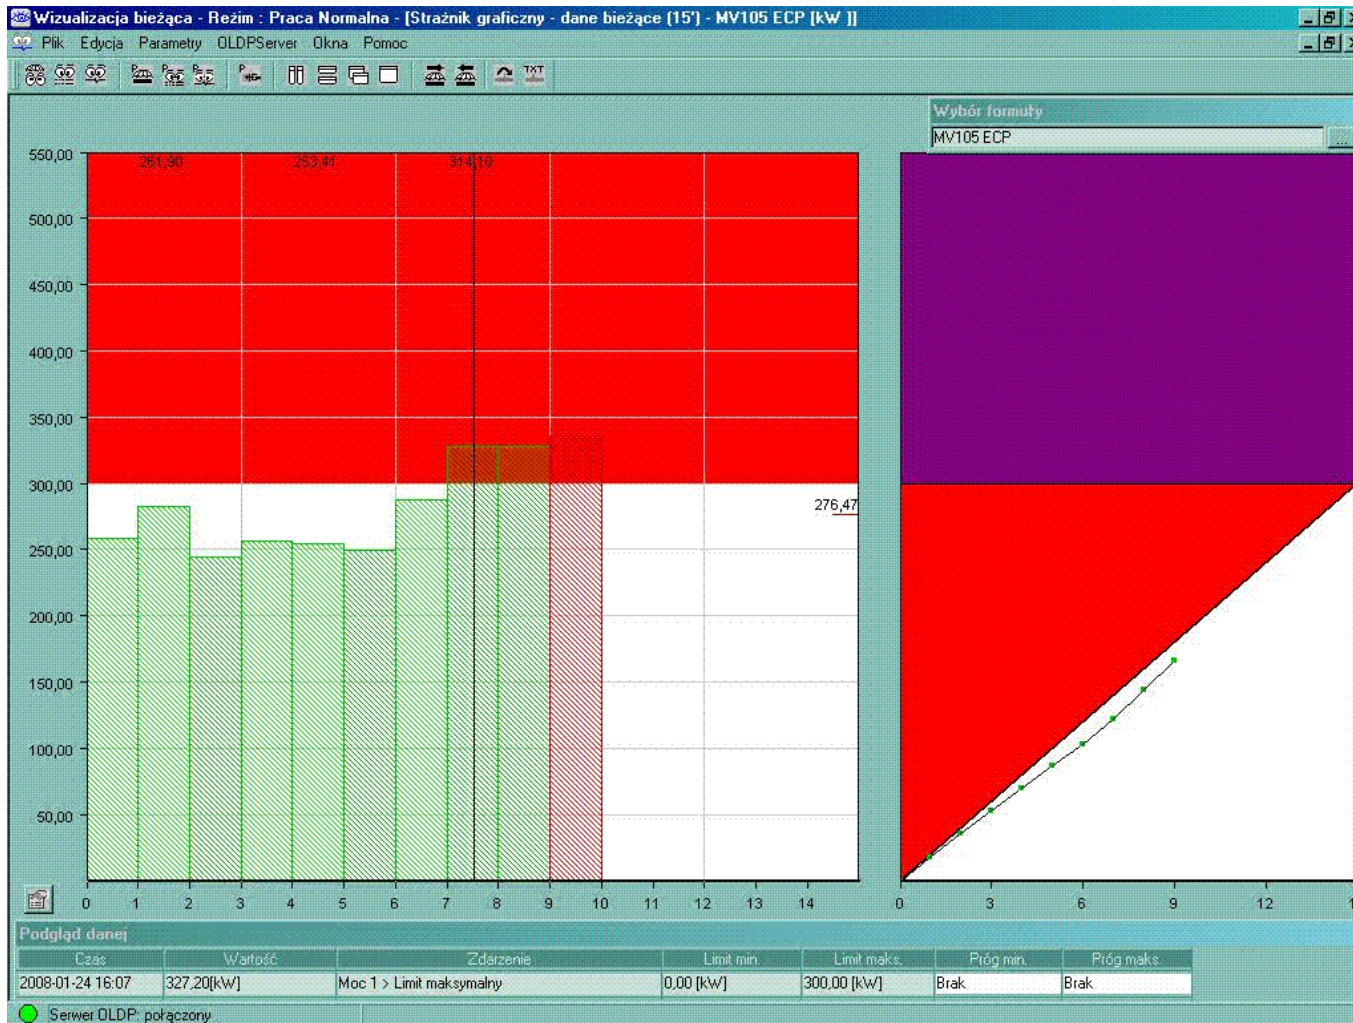 Wizualizacja bieżąca - Reżim : Praca Normalna - [Strażnik graficzny - dane bieżące (15') - MV105 ECP [kW ]]
Plik Edycja Parametry OLDPServer Okna Pomoc
TXT
Wybór formuły
MV105 ECP
...
550,00
261,90 253,41 314,10
500,00
450,00
400,00
350,00
300,00
276,47
250,00
200,00
150,00
100,00
50,00
0 1 2 3 4 5 6 7 8 9 10 11 12 13 14
0 3 6 9 12
Podgląd danej
Czas Wartość Zdarzenie Limit min. Limit maks. Próg min. Próg maks.
2008-01-24 16:07 327,20[kW] Moc 1 > Limit maksymalny 0,00 [kW] 300,00 [kW] Brak Brak
Serwer OLDP: połączony